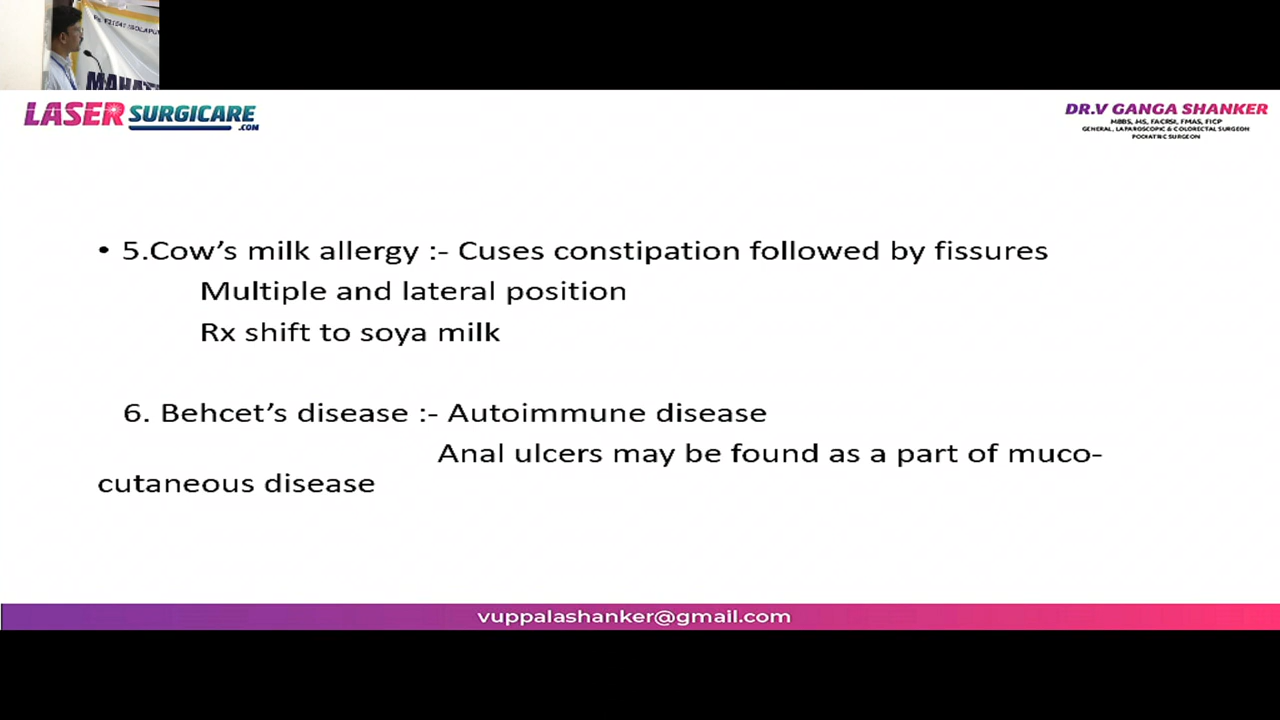 MAHAT
LASER SURGICARE
.COM
DR.V GANGA SHANKER
MBBS, MS, FACRSI, FMAS, FICP
GENERAL, LAPAROSCOPIC & COLORECTAL SURGEON
PODIATRIC SURGEON
• 5.Cow’s milk allergy :- Cuses constipation followed by fissures
Multiple and lateral position
Rx shift to soya milk
6. Behcet’s disease :- Autoimmune disease
Anal ulcers may be found as a part of muco-
cutaneous disease
vuppalashanker@gmail.com